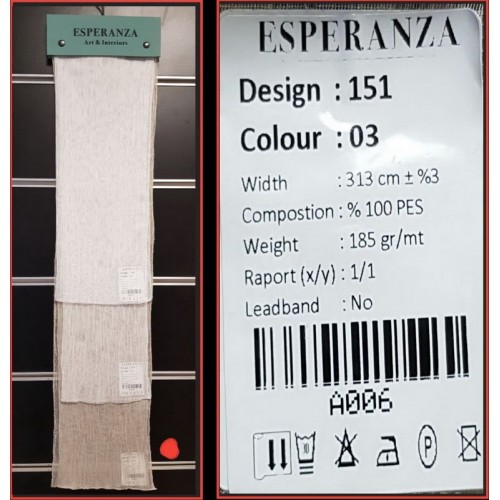 ESPERANZA
Art & Interiors
ESPERANZA
Design : 151
Colour : 03
Width : 313 cm ± %3
Compostion : % 100 PES
Weight : 185 gr/mt
Raport (x/y) : 1/1
Leadband : No
A006
P